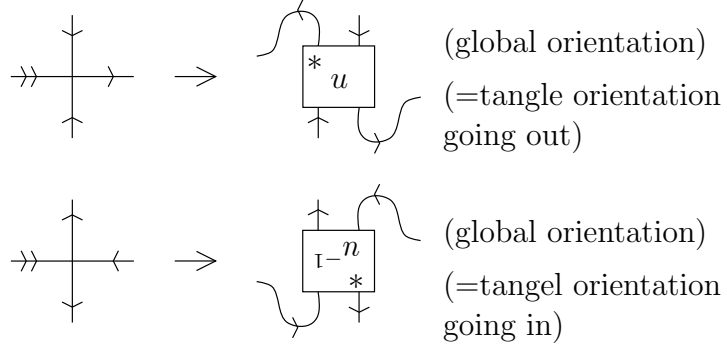 * n
(global orientation)
(=tangle orientation
going out)
n⁻¹
*
(global orientation)
(=tangel orientation
going in)